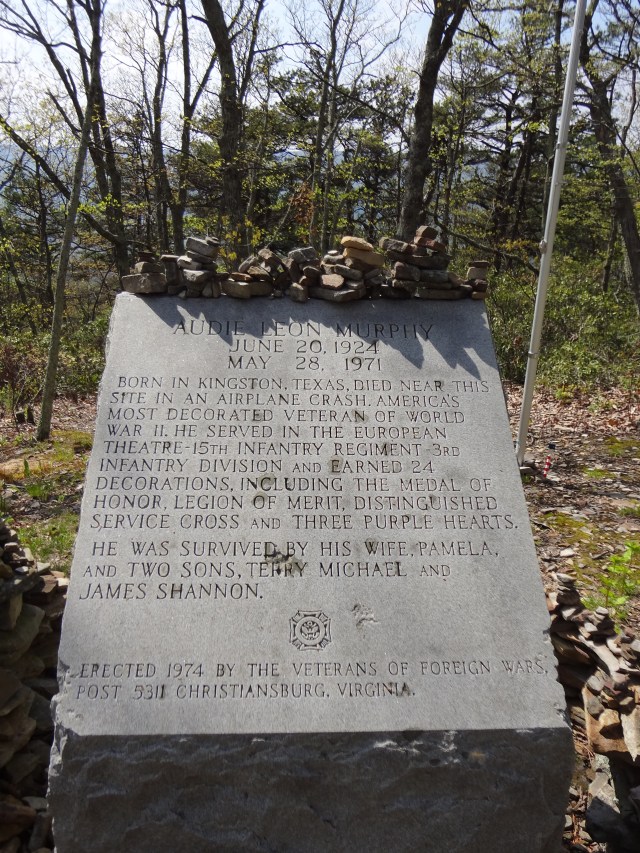 AUDIE LEON MURPHY
JUNE 20, 1924
MAY 28, 1971
BORN IN KINGSTON, TEXAS, DIED NEAR THIS
SITE IN AN AIRPLANE CRASH. AMERICA'S
MOST DECORATED VETERAN OF WORLD
WAR II. HE SERVED IN THE EUROPEAN
THEATRE-15TH INFANTRY REGIMENT-3RD
INFANTRY DIVISION AND EARNED 24
DECORATIONS, INCLUDING THE MEDAL OF
HONOR, LEGION OF MERIT, DISTINGUISHED
SERVICE CROSS AND THREE PURPLE HEARTS.
HE WAS SURVIVED BY HIS WIFE, PAMELA,
AND TWO SONS, TERRY MICHAEL AND
JAMES SHANNON.
ERECTED 1974 BY THE VETERANS OF FOREIGN WARS,
POST 5311 CHRISTIANSBURG, VIRGINIA.